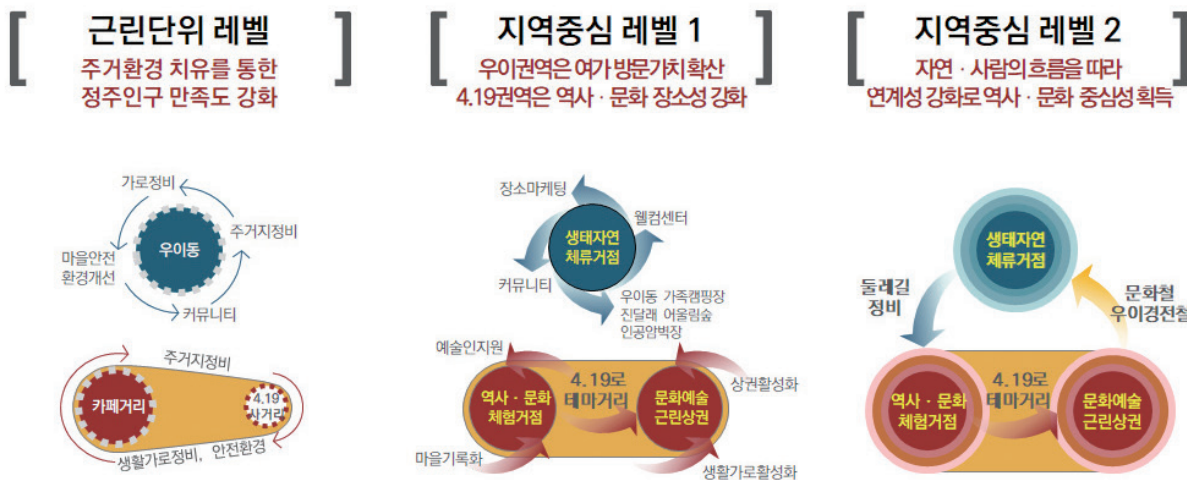 근린단위 레벨
주거환경 치유를 통한
정주인구 만족도 강화
가로정비
주거지정비
우이동
마을안전
환경개선
커뮤니티
주거지정비
카페거리
4.19
사거리
생활가로정비, 안전환경
지역중심 레벨 1
우이권역은 여가 방문가치 확산
4.19권역은 역사 · 문화 장소성 강화
장소마케팅
웰컴센터
생태자연
체류거점
커뮤니티
우이동 가족캠핑장
진달래 어울림숲
인공암벽장
예술인지원
4.19로
테마거리
상권활성화
역사 · 문화
체험거점
문화예술
근린상권
마을기록화
생활가로활성화
지역중심 레벨 2
자연 · 사람의 흐름을 따라
연계성 강화로 역사 · 문화 중심성 획득
생태자연
체류거점
둘레길
정비
문화철
우이경전철
4.19로
테마거리
역사 · 문화
체험거점
문화예술
근린상권